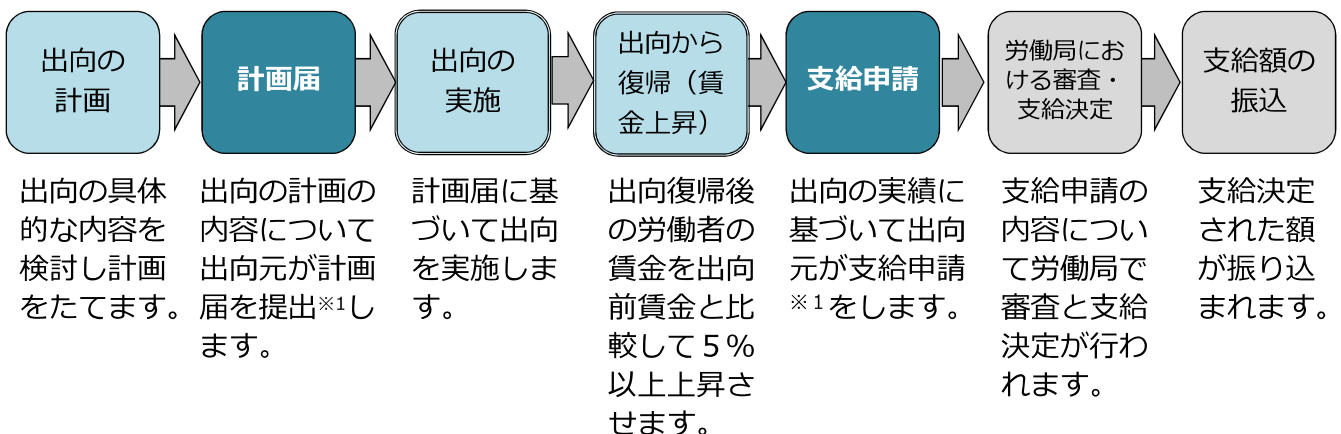 出向の
計画
計画届
出向の
実施
出向から
復帰（賃
金上昇）
支給申請
労働局にお
ける審査・
支給決定
支給額の
振込
出向の具体
的な内容を
検討し計画
をたてます。
出向の計画の
内容について
出向元が計画
届を提出※1し
ます。
計画届に基
づいて出向
を実施しま
す。
出向復帰後
の労働者の
賃金を出向
前賃金と比
較して５％
以上上昇さ
せます。
出向の実績に
基づいて出向
元が支給申請
※１をします。
支給申請の
内容につい
て労働局で
審査と支給
決定が行わ
れます。
支給決定
された額
が振り込
まれます。